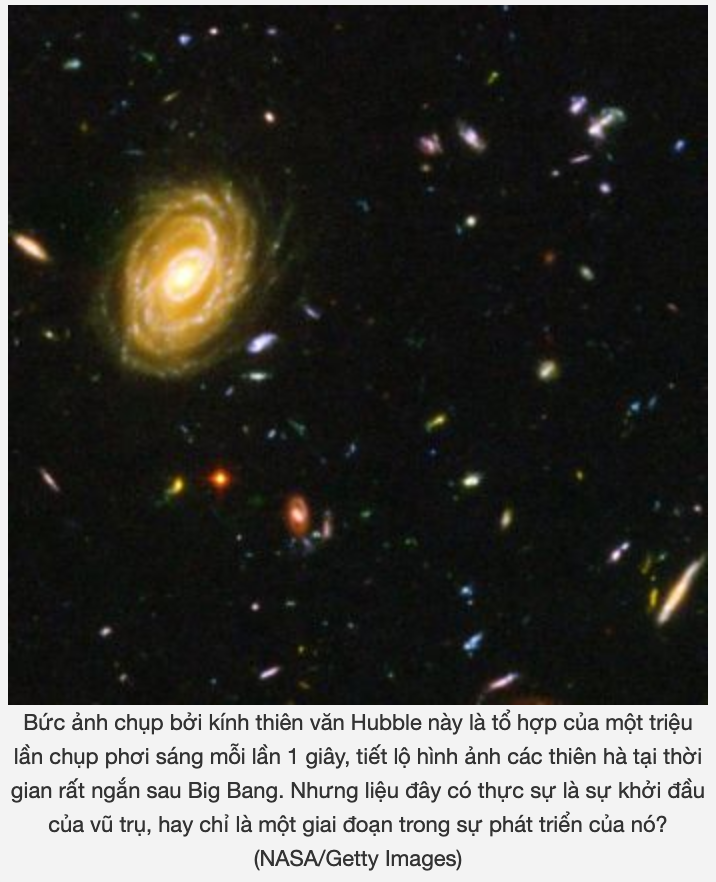 Bức ảnh chụp bởi kính thiên văn Hubble này là tổ hợp của một triệu
lần chụp phơi sáng mỗi lần 1 giây, tiết lộ hình ảnh các thiên hà tại thời
gian rất ngắn sau Big Bang. Nhưng liệu đây có thực sự là sự khởi đầu
của vũ trụ, hay chỉ là một giai đoạn trong sự phát triển của nó?
(NASA/Getty Images)